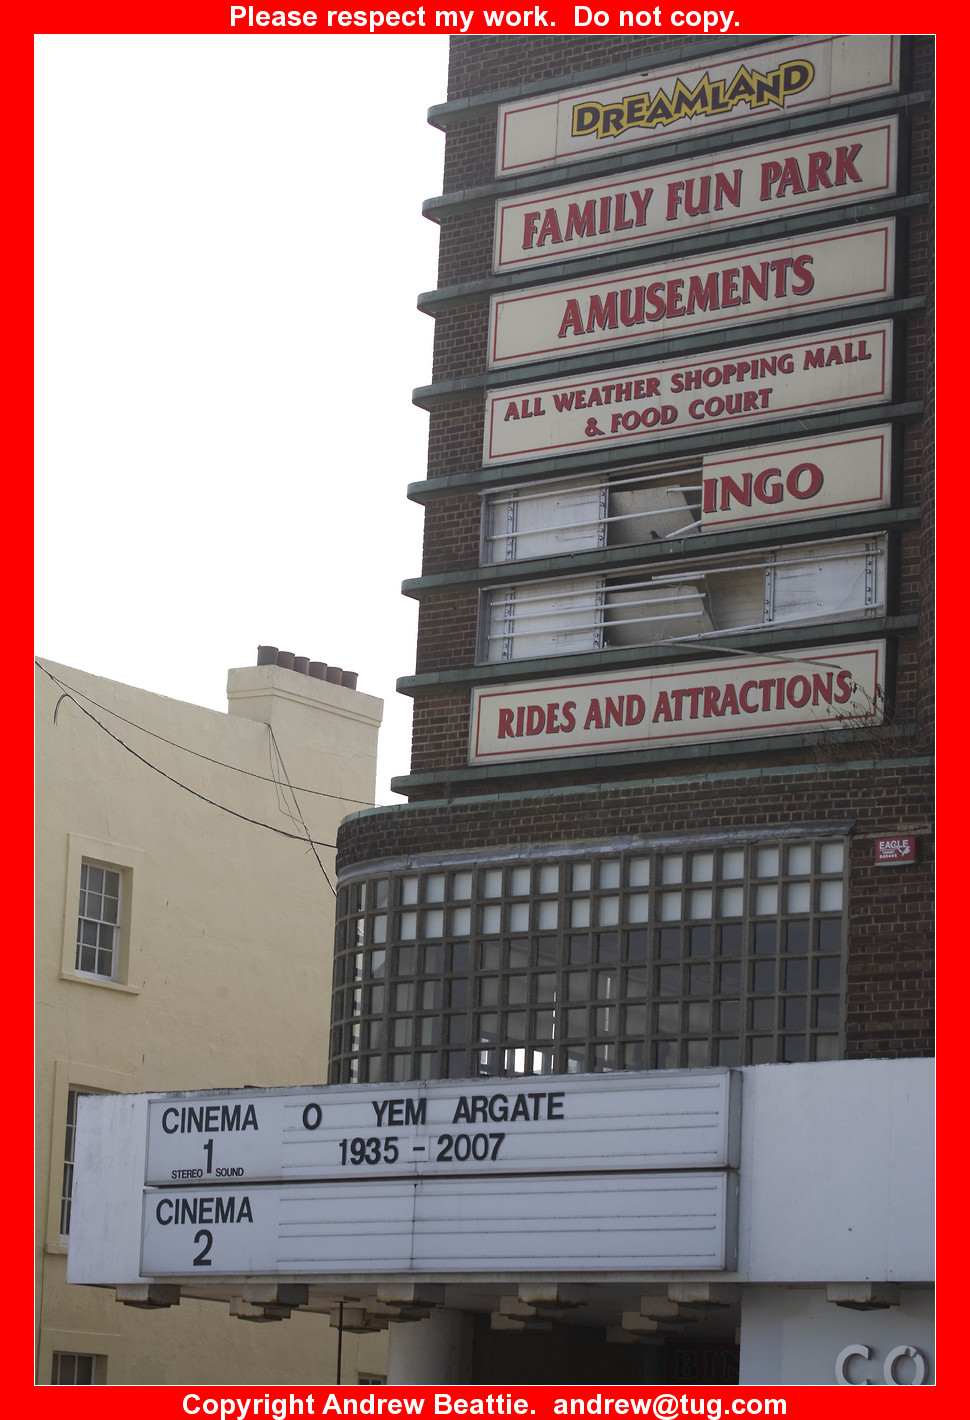 Please respect my work. Do not copy.
DREAMLAND
FAMILY FUN PARK
AMUSEMENTS
ALL WEATHER SHOPPING MALL
& FOOD COURT
INGO
RIDES AND ATTRACTIONS
EAGLE
CINEMA O YEM ARGATE
1 1935 - 2007
STEREO SOUND
CINEMA
2
BIN
CO
Copyright Andrew Beattie. andrew@tug.com